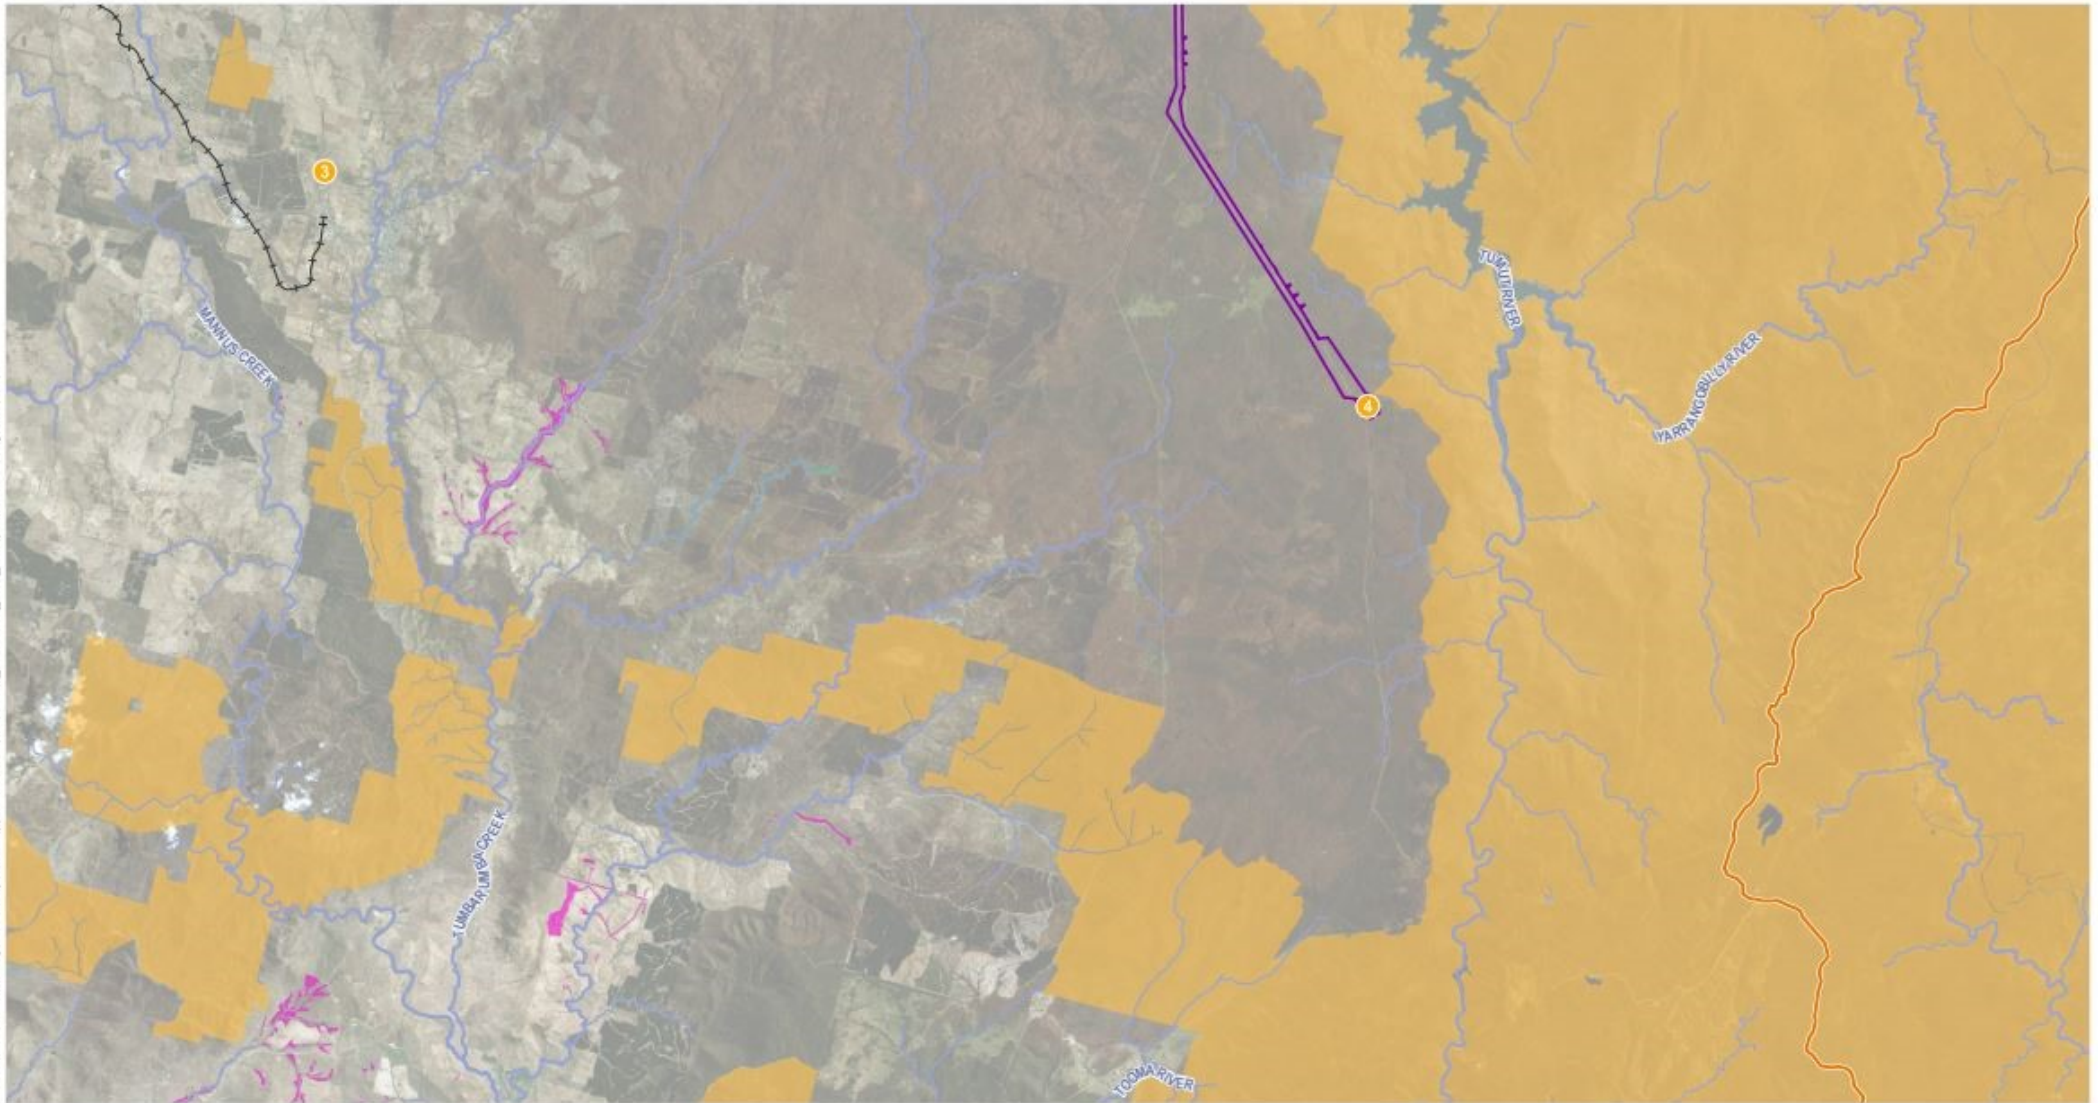 3
TUMUT RIVER
MANNUS CREEK
YARRANGOBILLY RIVER
4
TUMBARUMBA CREEK
TOOMA RIVER